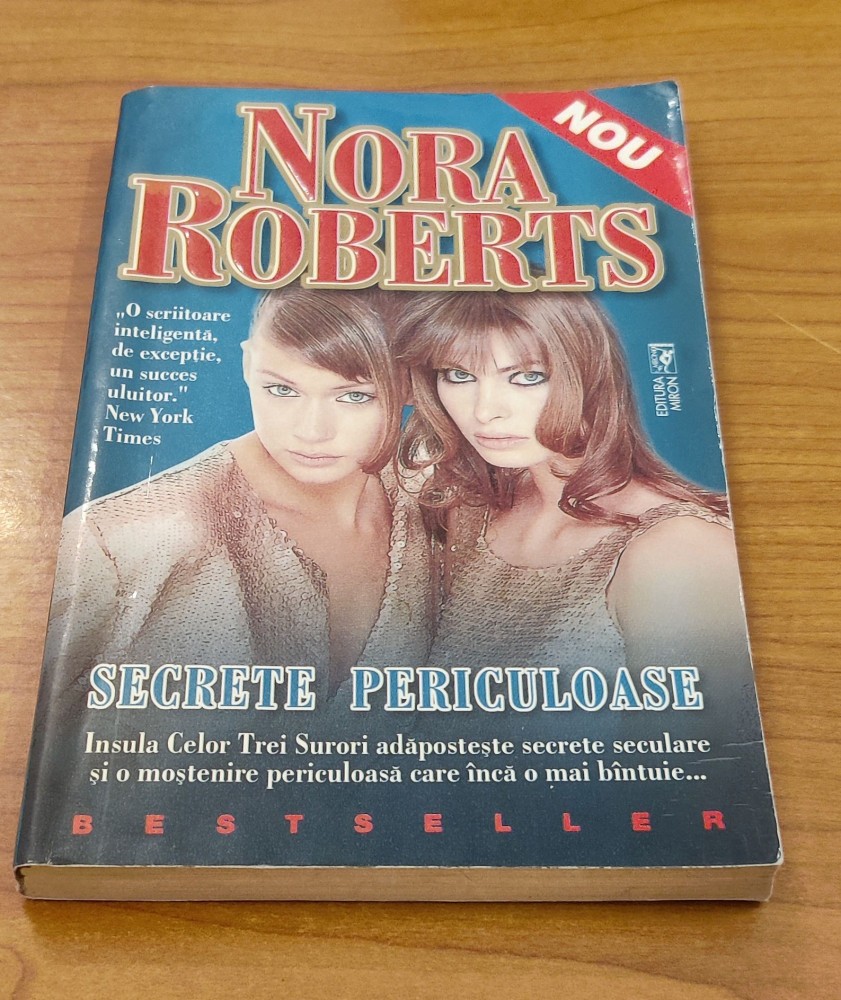 NORA
ROBERTS
NOU
„O scriitoare
inteligentă,
de excepție,
un succes
uluitor."
New York
Times
EDITURA
MIRON
SECRETE PERICULOASE
Insula Celor Trei Surori adăpostește secrete seculare
și o moștenire periculoasă care încă o mai bîntuie...
BESTSELLER